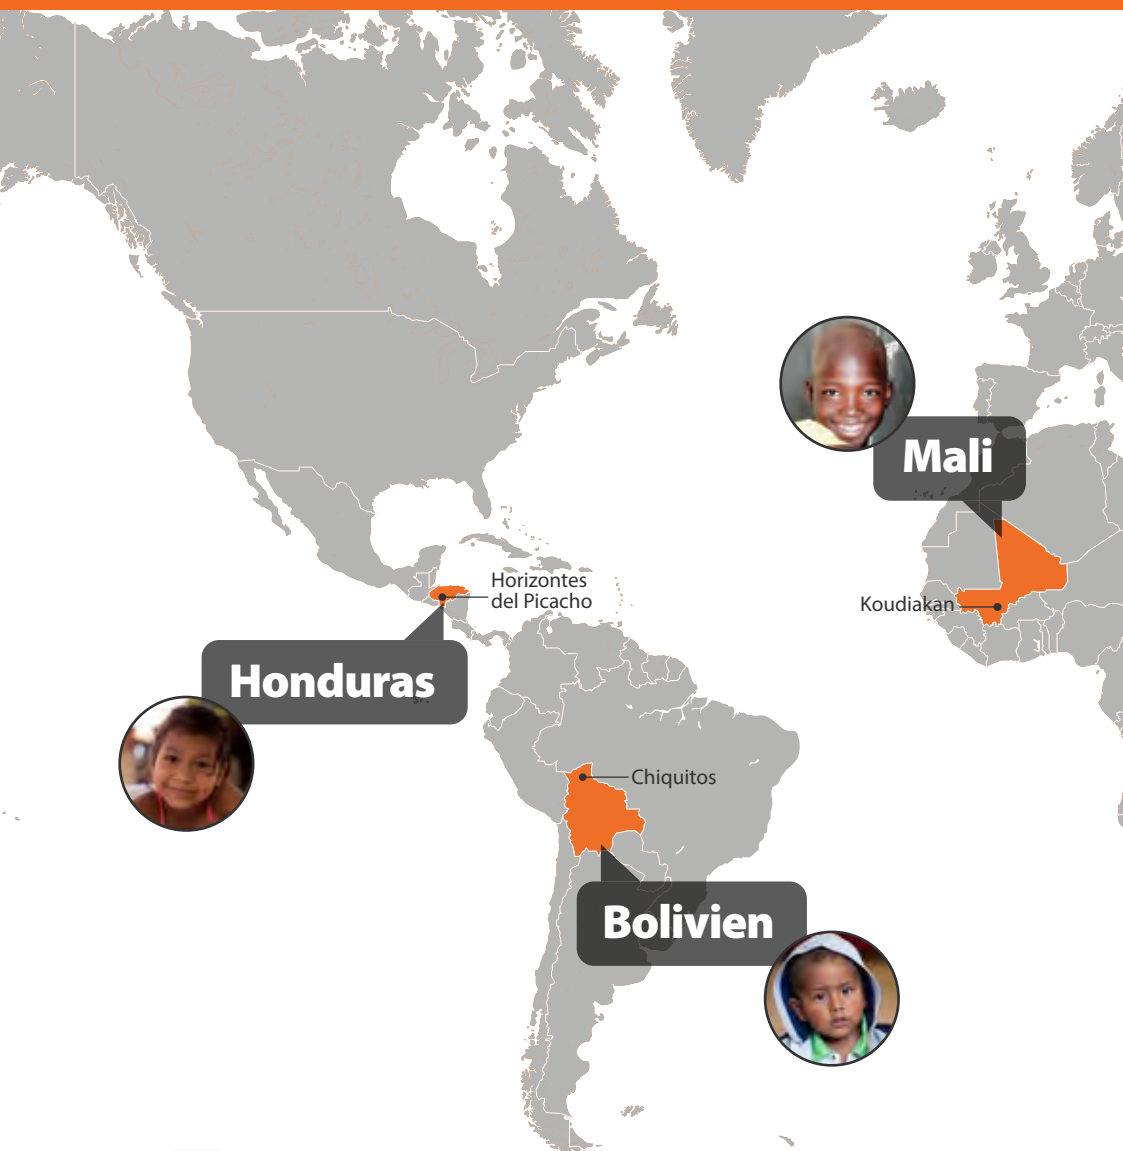 Mali
Horizontes
del Picacho
Koudiakan
Honduras
Chiquitos
Bolivien